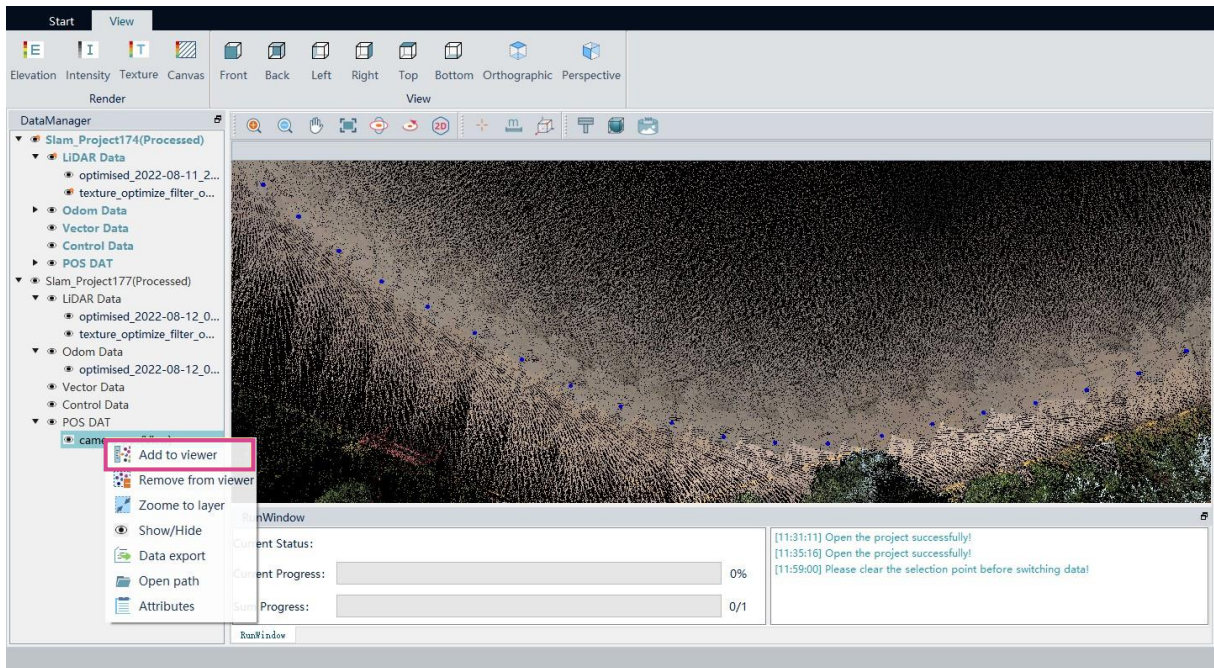 Start View
E I T
Elevation Intensity Texture Canvas Front Back Left Right Top Bottom Orthographic Perspective
Render View
DataManager
2D m
Slam_Project174(Processed)
LiDAR Data
optimised_2022-08-11_2...
texture_optimize_filter_o...
Odom Data
Vector Data
Control Data
POS DAT
Slam_Project177(Processed)
LiDAR Data
optimised_2022-08-12_0...
texture_optimize_filter_o...
Odom Data
optimised_2022-08-12_0...
Vector Data
Control Data
POS DAT
Add to viewer
Remove from viewer
Zoome to layer
Show/Hide
Data export
Open path
Attributes
RunWindow
Current Status:
Current Progress: 0%
Sum Progress: 0/1
RunWindow
[11:31:11] Open the project successfully!
[11:35:16] Open the project successfully!
[11:59:00] Please clear the selection point before switching data!